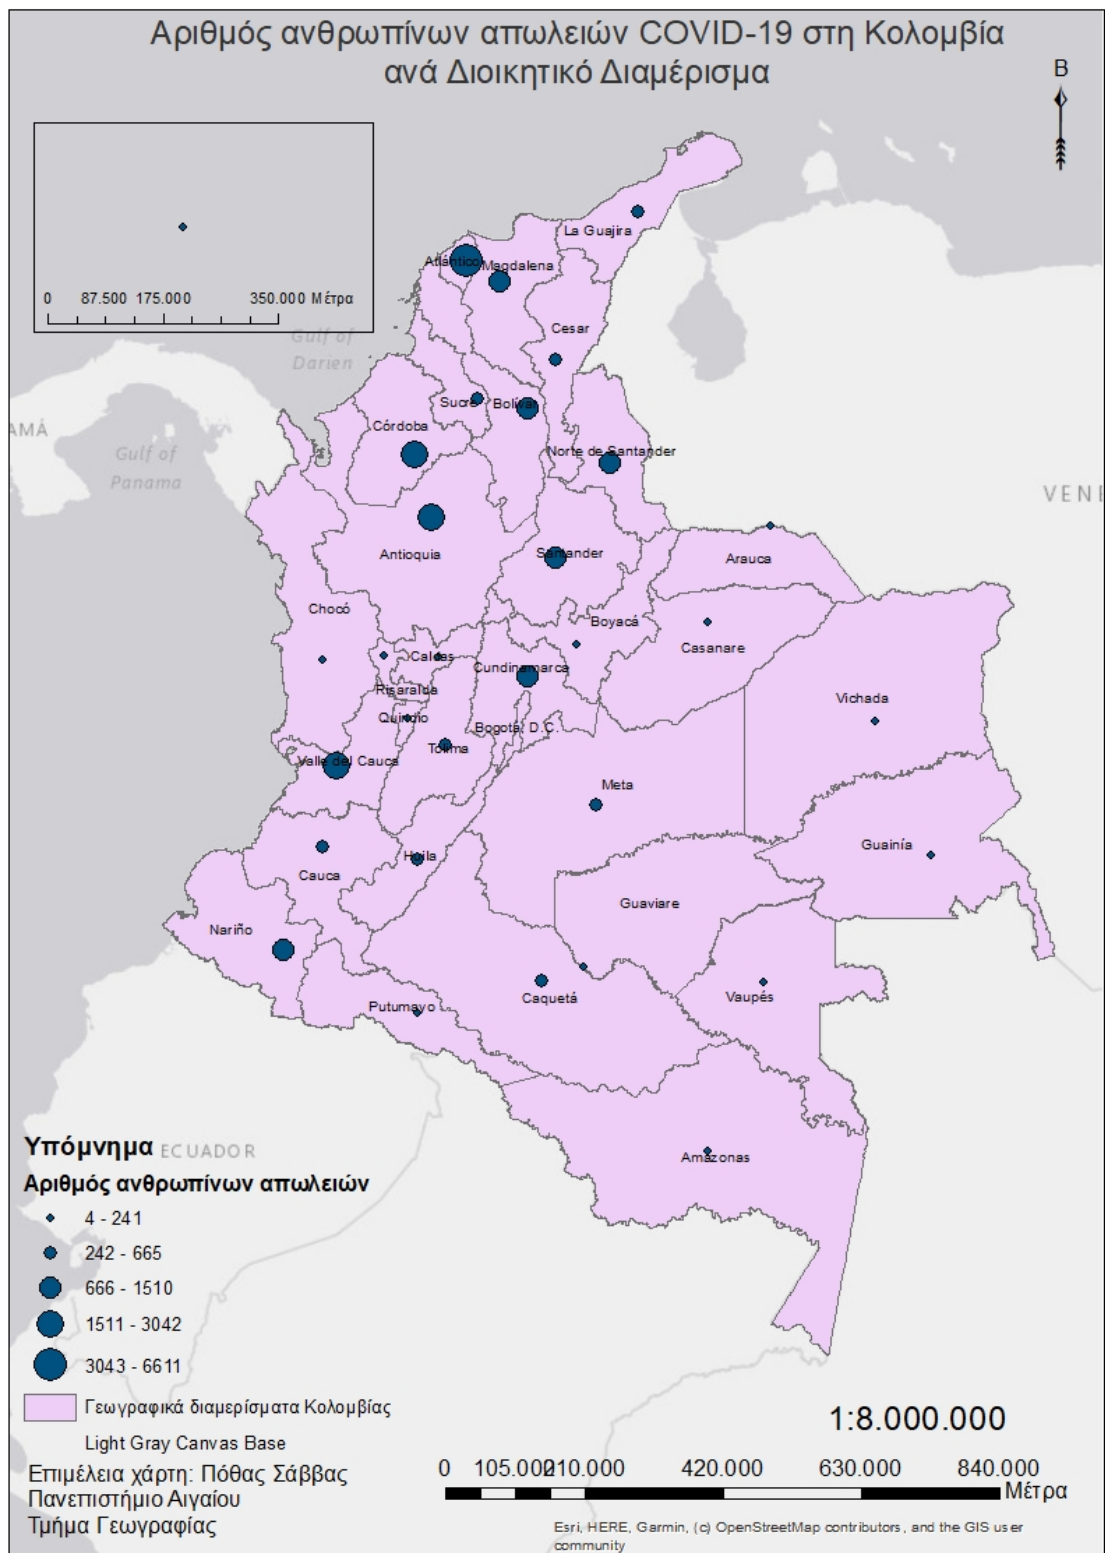 Αριθμός ανθρωπίνων απωλειών COVID-19 στη Κολομβία
ανά Διοικητικό Διαμέρισμα
Β
0 87.500 175.000 350.000 Μέτρα
Gulf of
Darien
AMÁ
Gulf of
Panama
VENE
La Guajira
Atlántico
Magdalena
Cesar
Sucre
Bolívar
Córdoba
Norte de Santander
Antioquia
Santander
Arauca
Chocó
Boyacá
Casanare
Caldas
Cundinamarca
Risaralda
Vichada
Quindio
Bogotá, D.C.
Tolima
Valle del Cauca
Meta
Guainía
Huila
Cauca
Guaviare
Nariño
Caquetá
Vaupés
Putumayo
Amazonas
ECUADOR
Υπόμνημα
Αριθμός ανθρωπίνων απωλειών
4 - 241
242 - 665
666 - 1510
1511 - 3042
3043 - 6611
Γεωγραφικά διαμερίσματα Κολομβίας
Light Gray Canvas Base
1:8.000.000
Επιμέλεια χάρτη: Πόθας Σάββας
Πανεπιστήμιο Αιγαίου
Τμήμα Γεωγραφίας
0 105.000 210.000 420.000 630.000 840.000
Μέτρα
Esri, HERE, Garmin, (c) OpenStreetMap contributors, and the GIS user
community